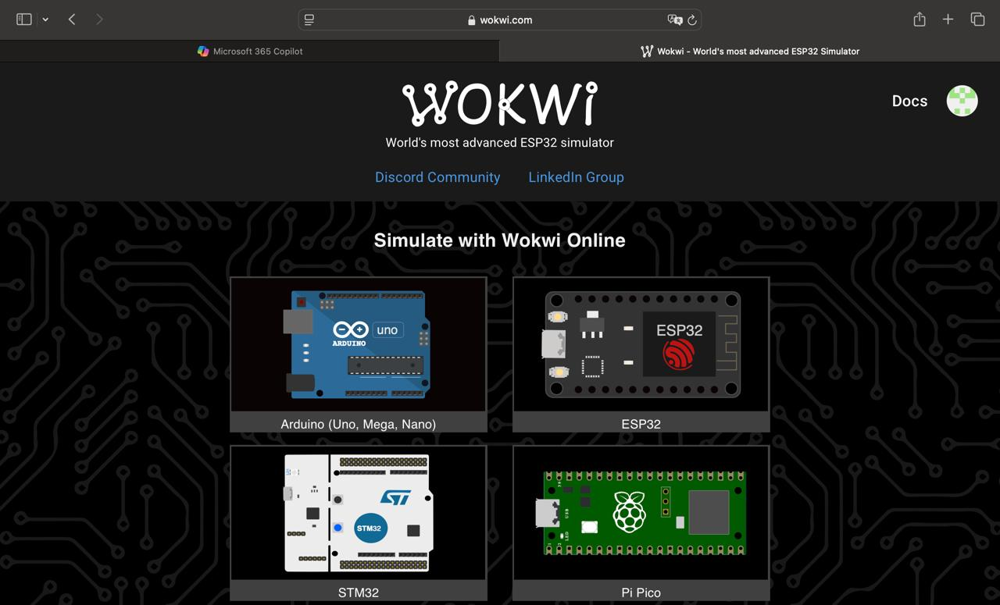 wokwi.com
Microsoft 365 Copilot
Wokwi - World's most advanced ESP32 Simulator
WOKWi
Docs
World's most advanced ESP32 simulator
Discord Community LinkedIn Group
Simulate with Wokwi Online
uno
ARDUINO
ESP32
Arduino (Uno, Mega, Nano)
ESP32
ST
STM32
USB
LED
STM32
Pi Pico